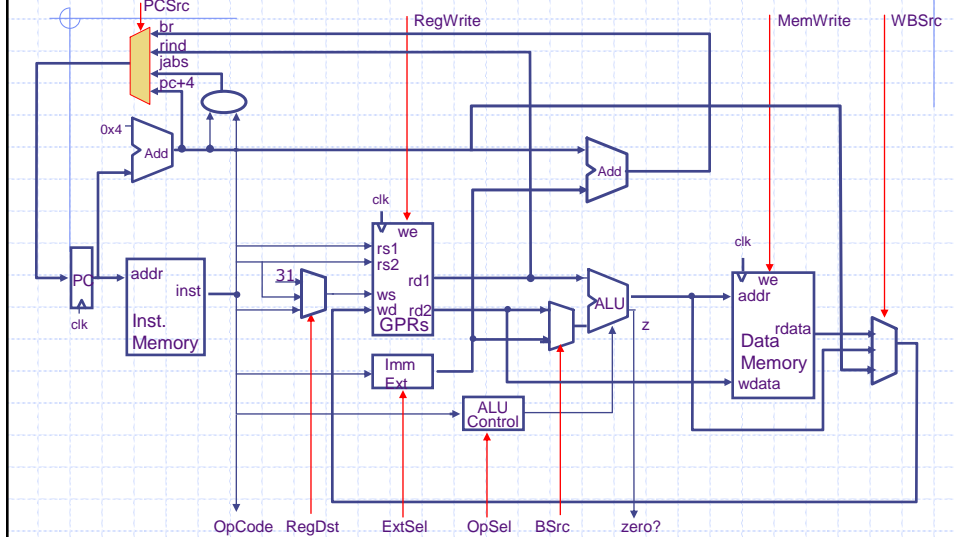 PCSrc
RegWrite
MemWrite
WBSrc
br
rind
jabs
pc+4
0x4
Add
Add
clk
we
rs1
rs2
rd1
31
ws
wd
rd2
GPRs
PC
clk
addr
inst
Inst.
Memory
ALU
z
Imm
Ext
ALU
Control
clk
we
addr
rdata
Data
Memory
wdata
OpCode
RegDst
ExtSel
OpSel
BSrc
zero?